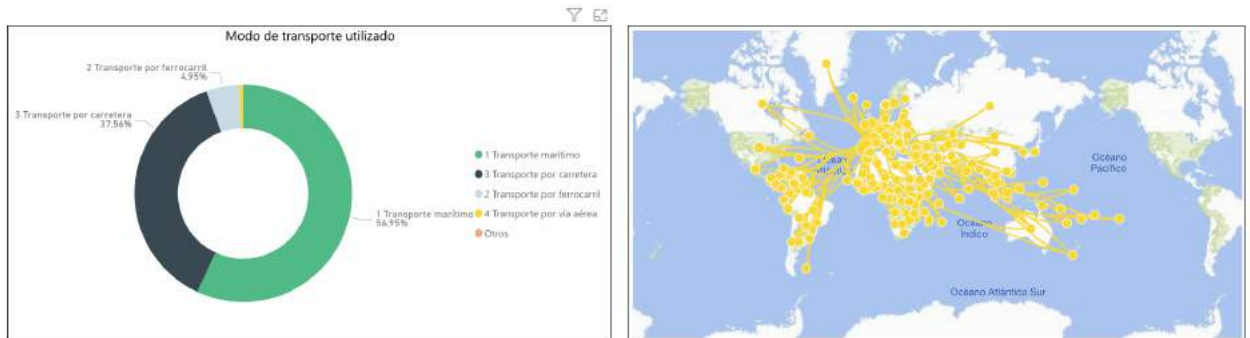 Modo de transporte utilizado
2 Transporte por ferrocarril
4,95%
3 Transporte por carretera
37,56%
1 Transporte marítimo
56,95%
1 Transporte marítimo
3 Transporte por carretera
2 Transporte por ferrocarril
4 Transporte por vía aérea
Otros
Océano
Pacífico
Océano
Índico
Océano Atlántico Sur